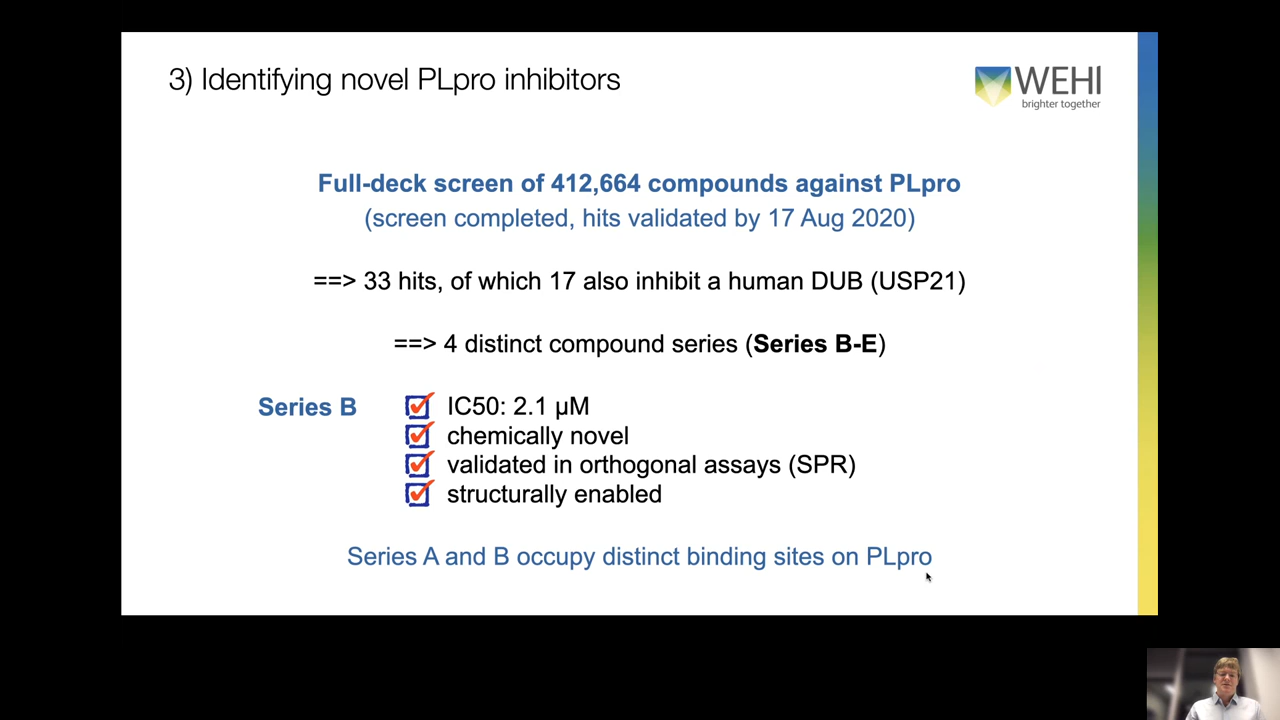 3) Identifying novel PLpro inhibitors
WEHI
brighter together
Full-deck screen of 412,664 compounds against PLpro
(screen completed, hits validated by 17 Aug 2020)
==> 33 hits, of which 17 also inhibit a human DUB (USP21)
==> 4 distinct compound series (Series B-E)
Series B IC50: 2.1 µM
chemically novel
validated in orthogonal assays (SPR)
structurally enabled
Series A and B occupy distinct binding sites on PLpro